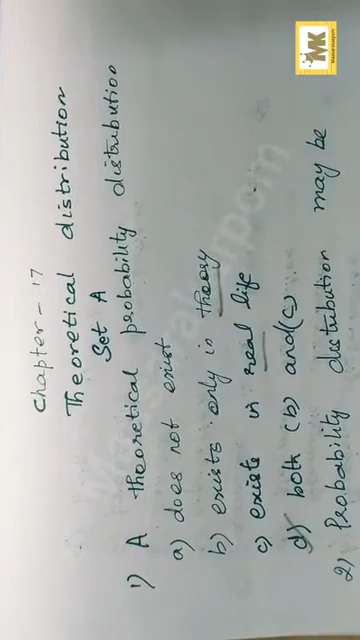 Chapter - 17
Theoretical distribution
Set A
1) A theoretical probability distribution
a) does not exist
b) exists only in theory
c) exists in real life
d) both (b) and (c)
2) Probability distribution may be
MK